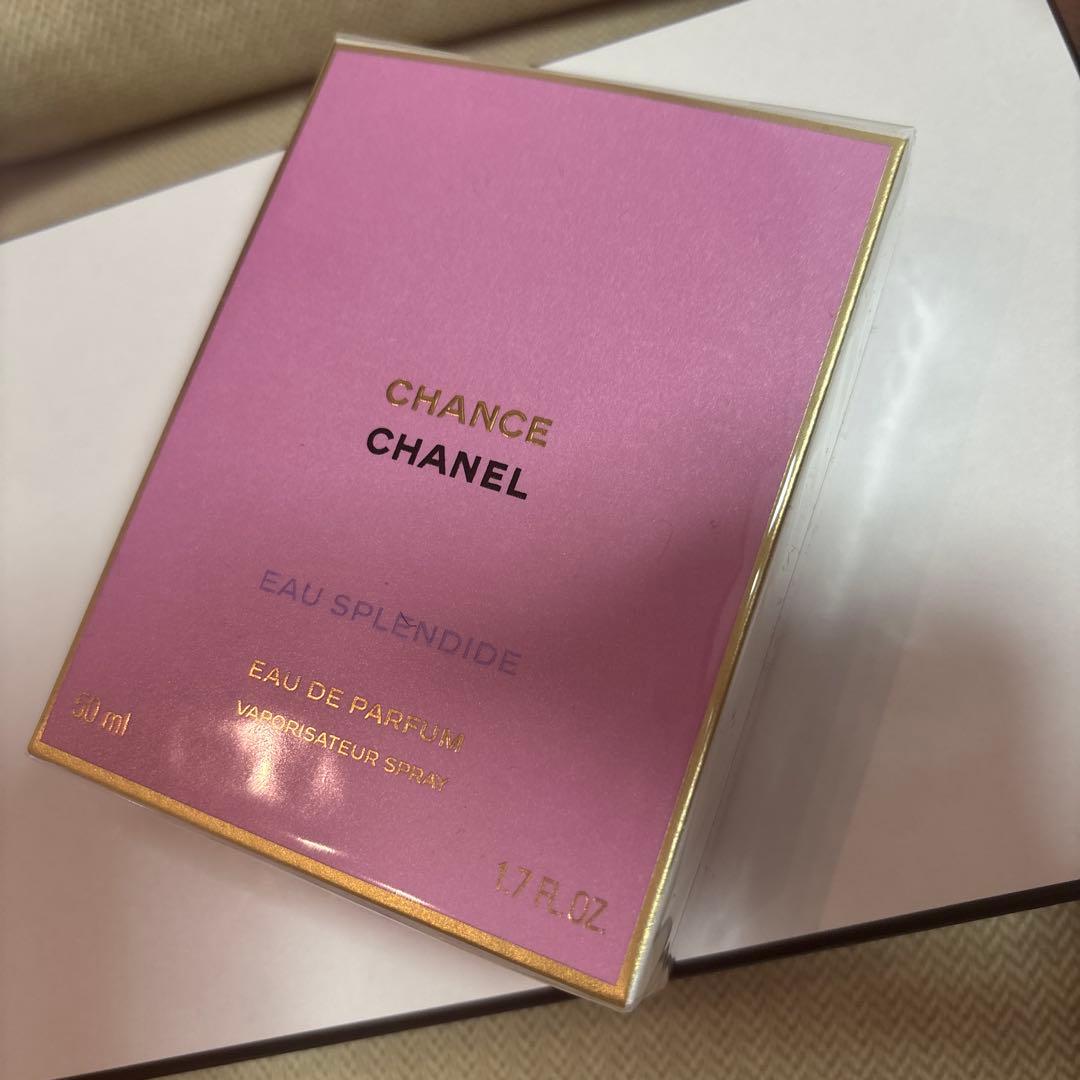 CHANCE
CHANEL
EAU SPLENDIDE
EAU DE PARFUM
VAPORISATEUR SPRAY
50 ml
1.7 FL.OZ.